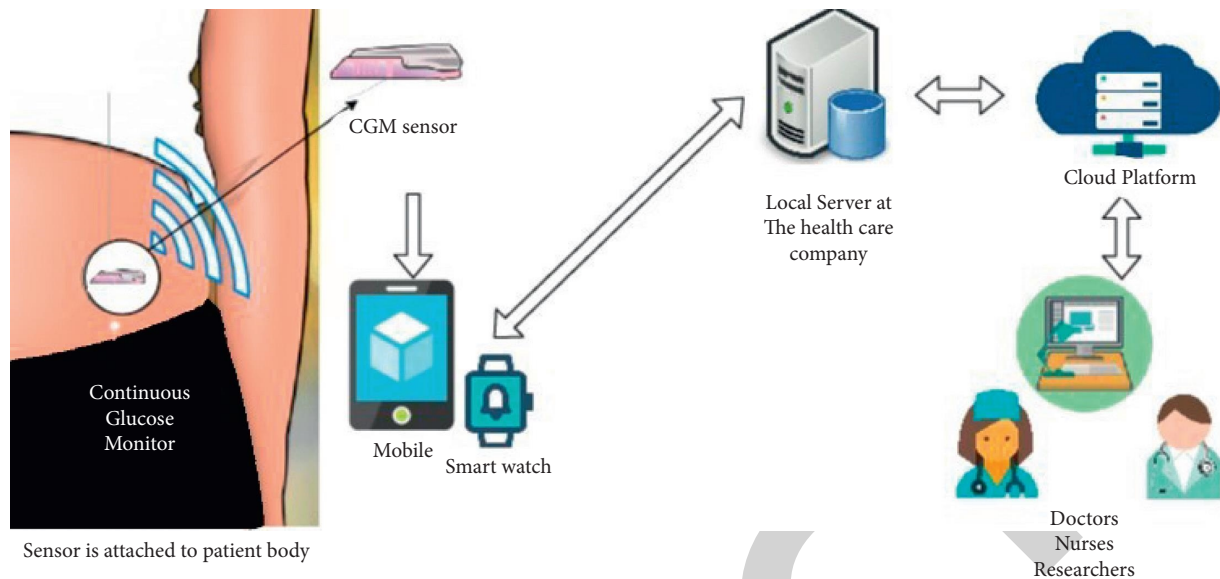 CGM sensor
Continuous
Glucose
Monitor
Sensor is attached to patient body
Mobile
Smart watch
Local Server at
The health care
company
Cloud Platform
Doctors
Nurses
Researchers